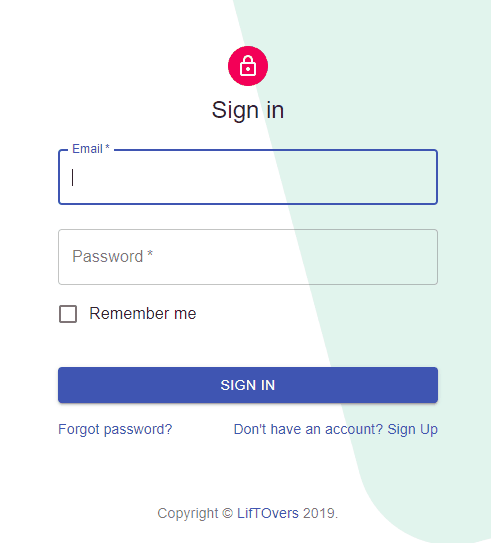 Sign in
Email *
Password *
Remember me
SIGN IN
Forgot password? Don't have an account? Sign Up
Copyright © LifTOvers 2019.